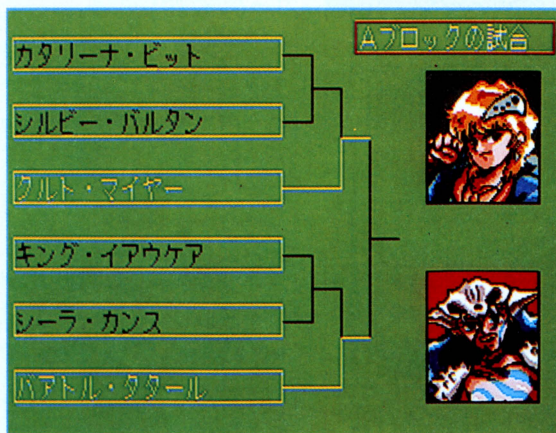 Aブロックの試合
カタリーナ・ビット
シルビー・バルタン
クルト・マイヤー
キング・イアウケア
シーラ・カンス
バアトル・タタール